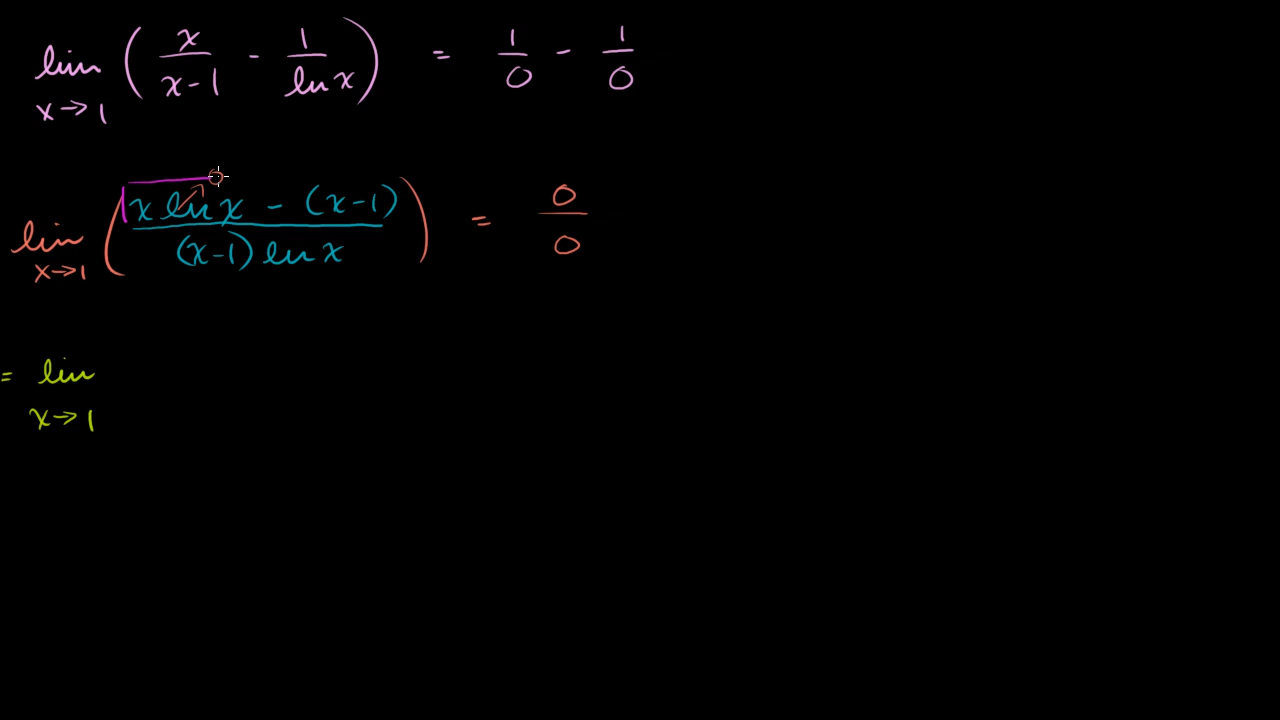 lim x→1 ( x/(x-1) - 1/(ln x) ) = 1/0 - 1/0
lim x→1 ( (x ln x - (x-1))/((x-1) ln x) ) = 0/0
= lim x→1